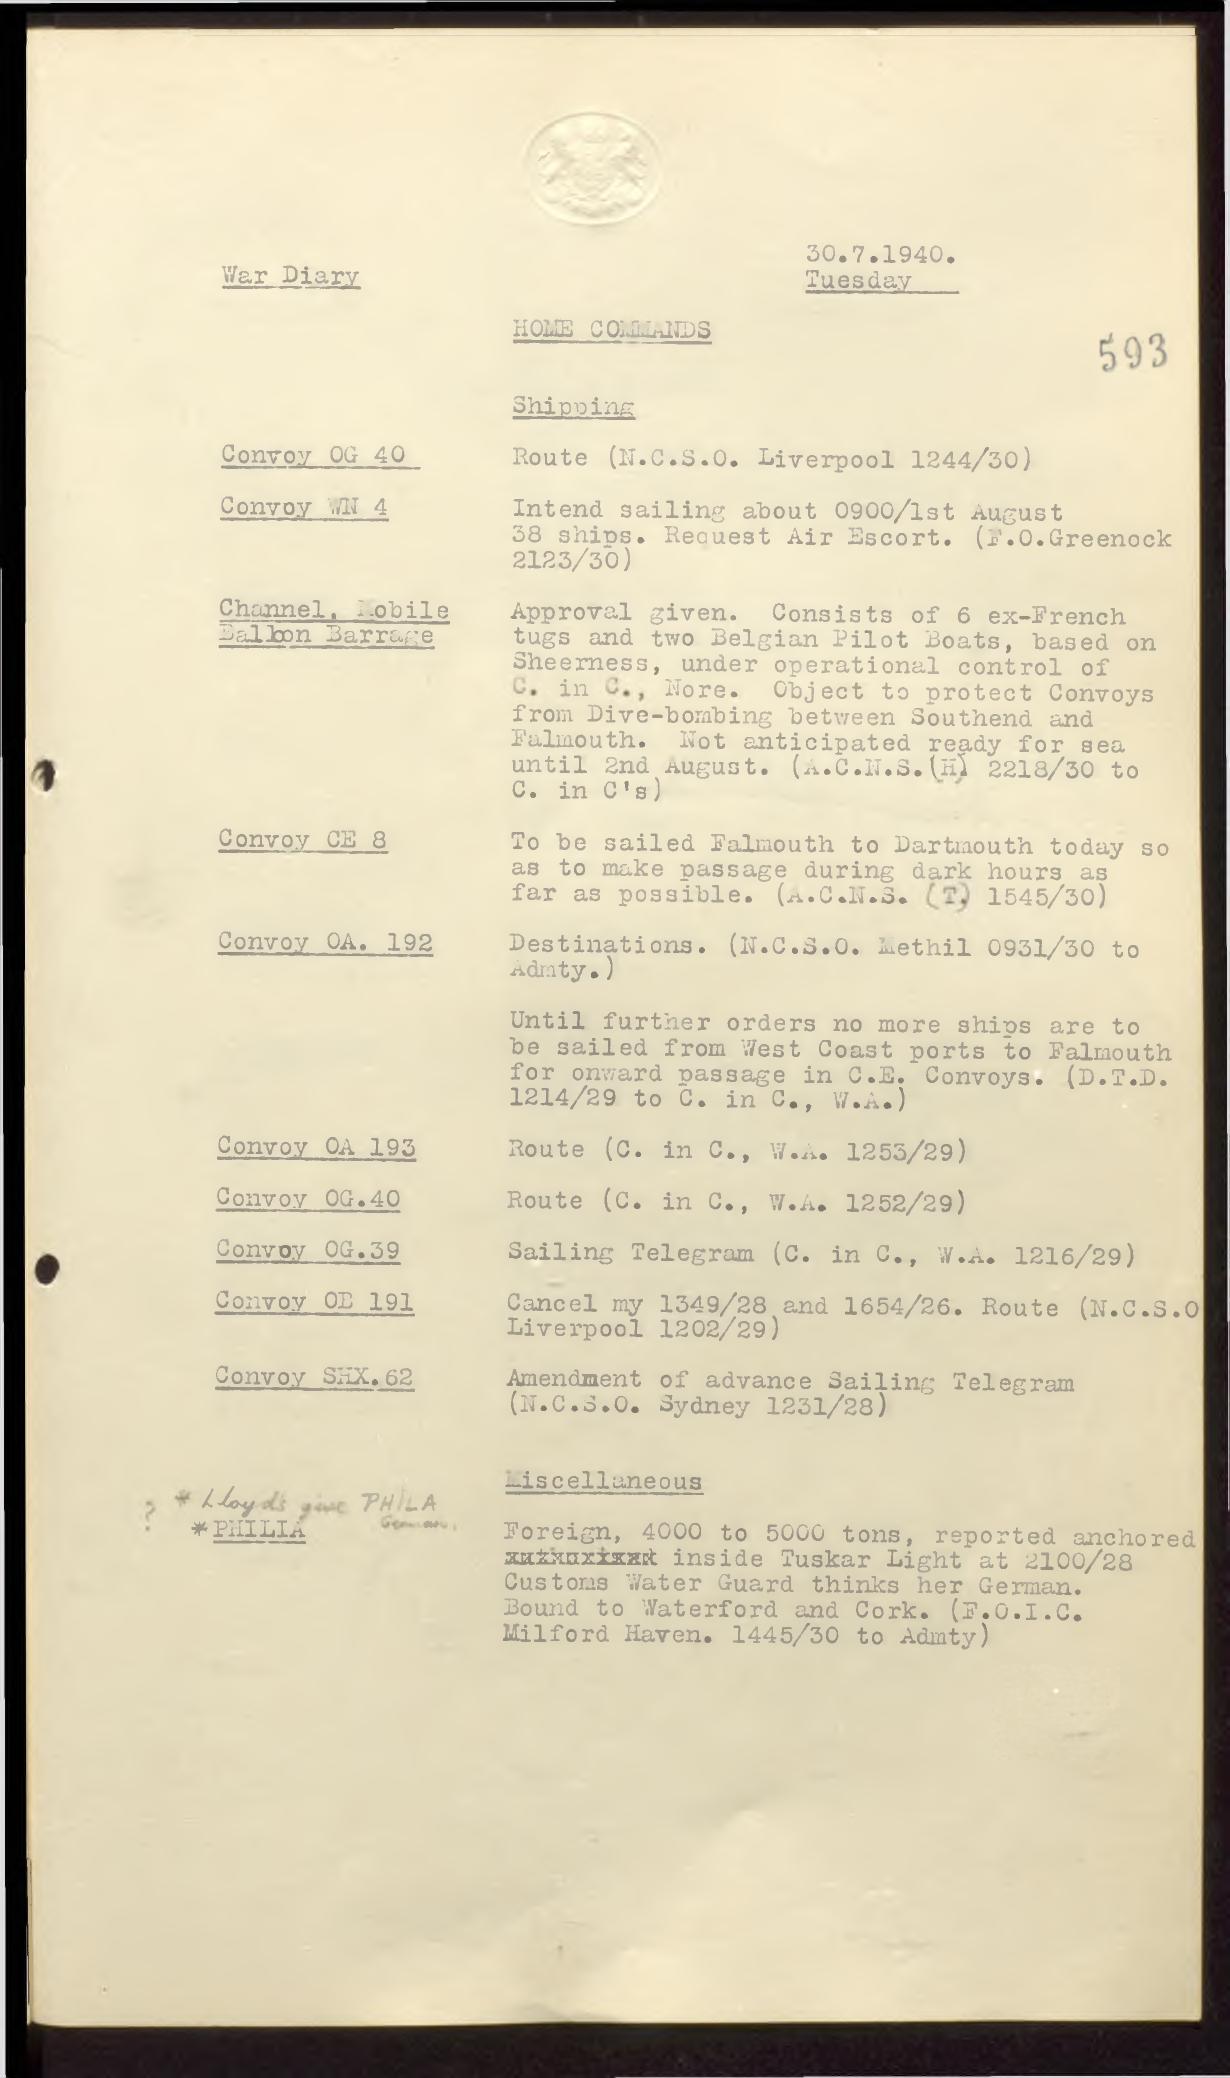 War Diary
30.7.1940.
Tuesday
HOME COMMANDS
593
Shipping
Convoy OG 40
Route (N.C.S.O. Liverpool 1244/30)
Convoy WN 4
Intend sailing about 0900/1st August
38 ships. Request Air Escort. (F.O.Greenock
2123/30)
Channel, Mobile
Balloon Barrage
Approval given. Consists of 6 ex-French
tugs and two Belgian Pilot Boats, based on
Sheerness, under operational control of
C. in C., Nore. Object to protect Convoys
from Dive-bombing between Southend and
Falmouth. Not anticipated ready for sea
until 2nd August. (A.C.N.S.(H) 2218/30 to
C. in C's)
Convoy CE 8
To be sailed Falmouth to Dartmouth today so
as to make passage during dark hours as
far as possible. (A.C.N.S. (T) 1545/30)
Convoy OA. 192
Destinations. (N.C.S.O. Methil 0931/30 to
Admty.)
Until further orders no more ships are to
be sailed from West Coast ports to Falmouth
for onward passage in C.E. Convoys. (D.T.D.
1214/29 to C. in C., W.A.)
Convoy OA 193
Route (C. in C., W.A. 1253/29)
Convoy OG.40
Route (C. in C., W.A. 1252/29)
Convoy OG.39
Sailing Telegram (C. in C., W.A. 1216/29)
Convoy OB 191
Cancel my 1349/28 and 1654/26. Route (N.C.S.O
Liverpool 1202/29)
Convoy SHX.62
Amendment of advance Sailing Telegram
(N.C.S.O. Sydney 1231/28)
Miscellaneous
? * Lloyds give PHILA
German.
*PHILIA
Foreign, 4000 to 5000 tons, reported anchored
inside Tuskar Light at 2100/28
Customs Water Guard thinks her German.
Bound to Waterford and Cork. (F.O.I.C.
Milford Haven. 1445/30 to Admty)